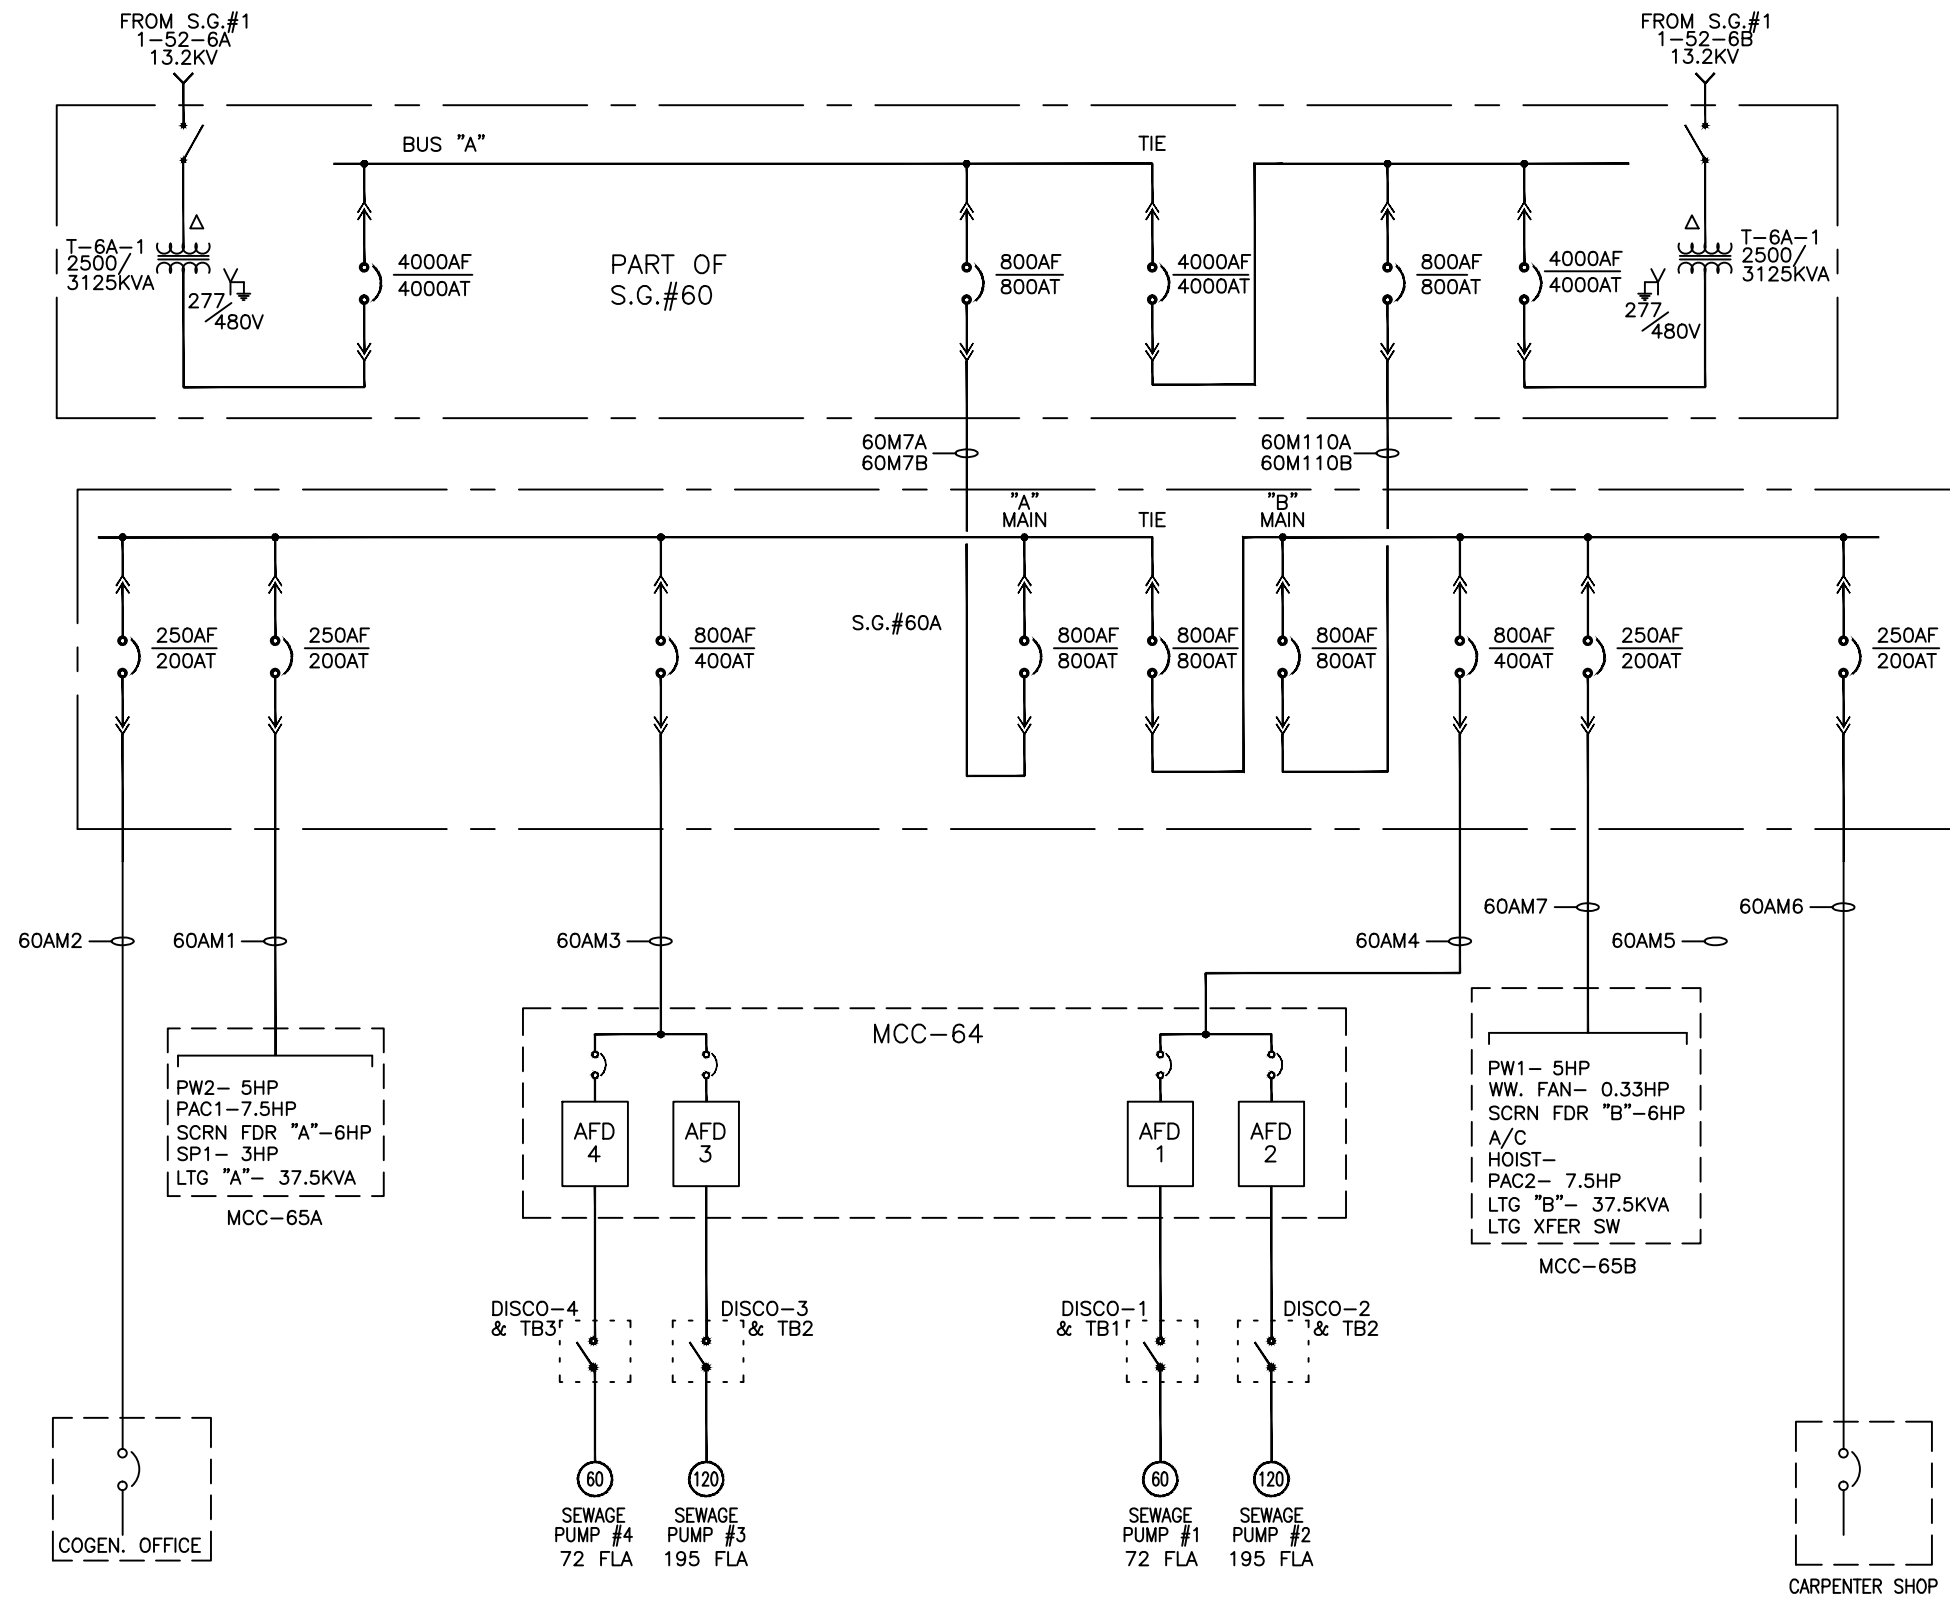 FROM S.G.#1
1-52-6A
13.2KV
FROM S.G.#1
1-52-6B
13.2KV
BUS "A"
TIE
Δ
T-6A-1
2500/
3125KVA
277/
480V
4000AF
4000AT
PART OF
S.G.#60
800AF
800AT
4000AF
4000AT
800AF
800AT
4000AF
4000AT
Δ
T-6A-1
2500/
3125KVA
277/
480V
60M7A
60M7B
60M110A
60M110B
"A"
MAIN
TIE
"B"
MAIN
S.G.#60A
250AF
200AT
250AF
200AT
800AF
400AT
800AF
800AT
800AF
800AT
800AF
800AT
800AF
400AT
250AF
200AT
250AF
200AT
60AM2
60AM1
60AM3
60AM4
60AM7
60AM5
60AM6
PW2- 5HP
PAC1-7.5HP
SCRN FDR "A"-6HP
SP1- 3HP
LTG "A"- 37.5KVA
MCC-65A
MCC-64
AFD
4
AFD
3
AFD
1
AFD
2
PW1- 5HP
WW. FAN- 0.33HP
SCRN FDR "B"-6HP
A/C
HOIST-
PAC2- 7.5HP
LTG "B"- 37.5KVA
LTG XFER SW
MCC-65B
DISCO-4
& TB3
DISCO-3
& TB2
DISCO-1
& TB1
DISCO-2
& TB2
60
120
60
120
SEWAGE
PUMP #4
72 FLA
SEWAGE
PUMP #3
195 FLA
SEWAGE
PUMP #1
72 FLA
SEWAGE
PUMP #2
195 FLA
COGEN. OFFICE
CARPENTER SHOP